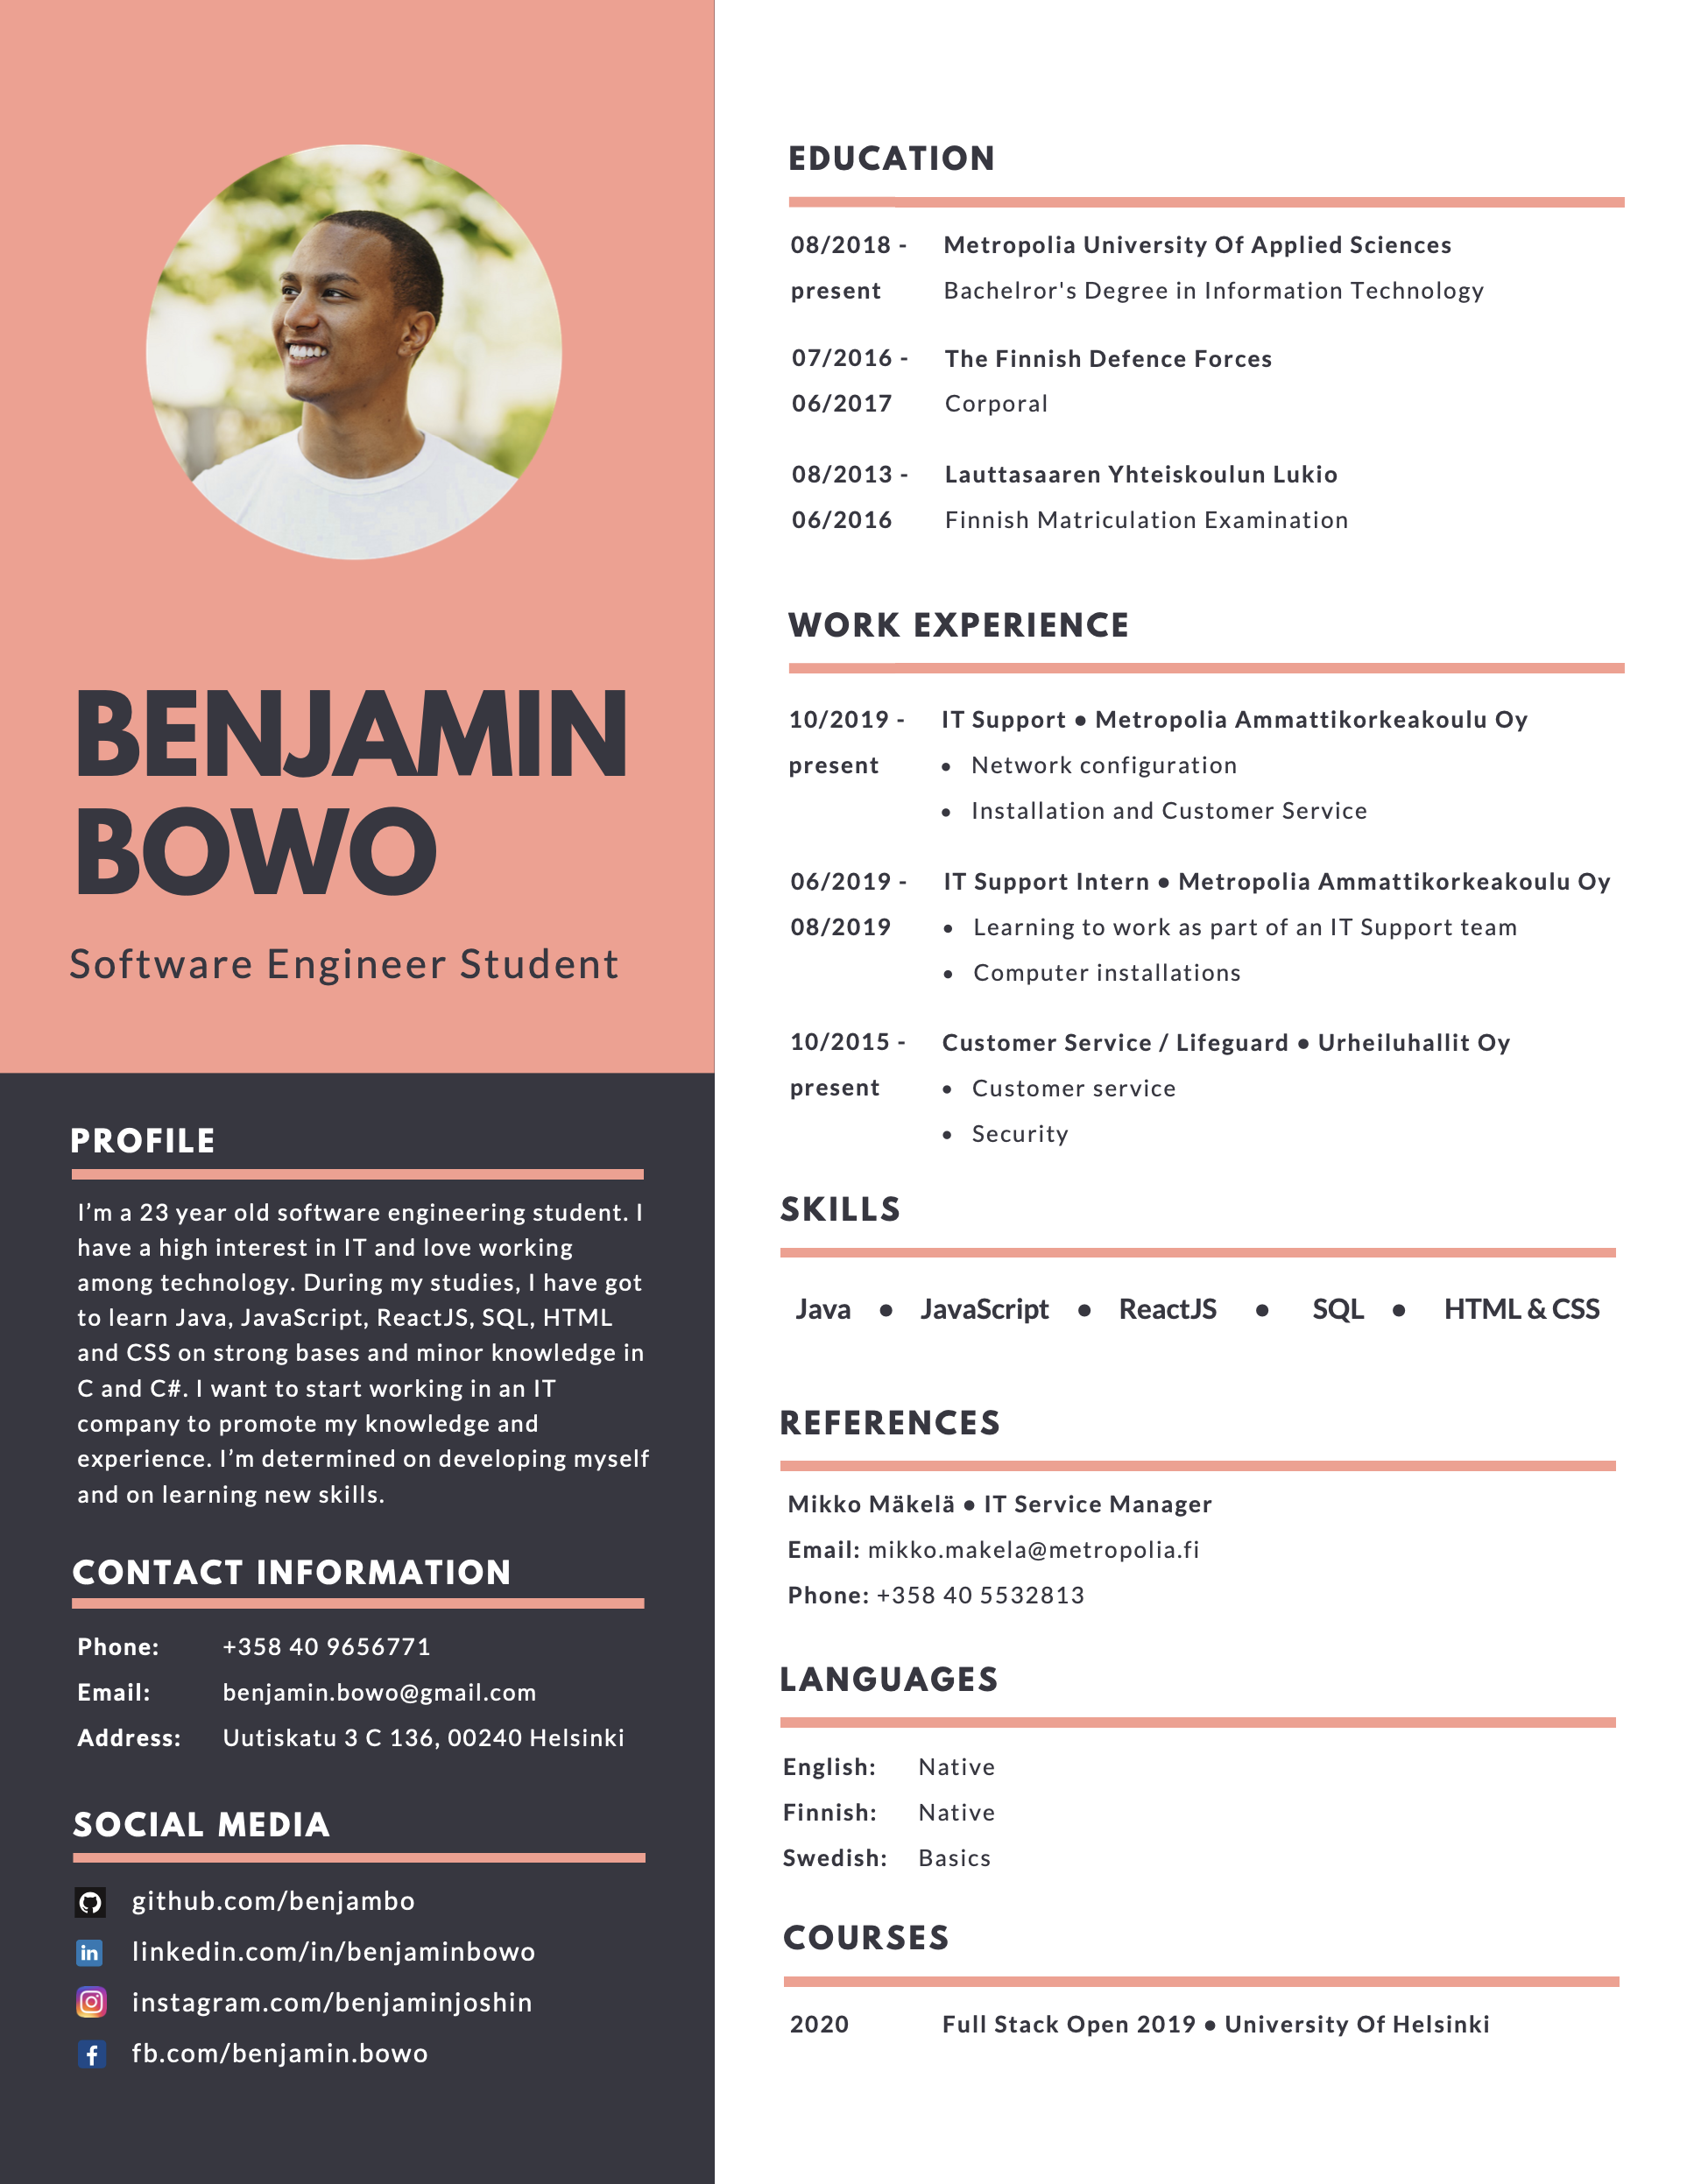 BENJAMIN
BOWO
Software Engineer Student
PROFILE
I’m a 23 year old software engineering student. I
have a high interest in IT and love working
among technology. During my studies, I have got
to learn Java, JavaScript, ReactJS, SQL, HTML
and CSS on strong bases and minor knowledge in
C and C#. I want to start working in an IT
company to promote my knowledge and
experience. I’m determined on developing myself
and on learning new skills.
CONTACT INFORMATION
Phone: +358 40 9656771
Email: benjamin.bowo@gmail.com
Address: Uutiskatu 3 C 136, 00240 Helsinki
SOCIAL MEDIA
github.com/benjambo
in linkedin.com/in/benjaminbowo
instagram.com/benjaminjoshin
f fb.com/benjamin.bowo
EDUCATION
08/2018 - Metropolia University Of Applied Sciences
present Bachelror's Degree in Information Technology
07/2016 - The Finnish Defence Forces
06/2017 Corporal
08/2013 - Lauttasaaren Yhteiskoulun Lukio
06/2016 Finnish Matriculation Examination
WORK EXPERIENCE
10/2019 - IT Support ● Metropolia Ammattikorkeakoulu Oy
present • Network configuration
• Installation and Customer Service
06/2019 - IT Support Intern ● Metropolia Ammattikorkeakoulu Oy
08/2019 • Learning to work as part of an IT Support team
• Computer installations
10/2015 - Customer Service / Lifeguard ● Urheiluhallit Oy
present • Customer service
• Security
SKILLS
Java ● JavaScript ● ReactJS ● SQL ● HTML & CSS
REFERENCES
Mikko Mäkelä ● IT Service Manager
Email: mikko.makela@metropolia.fi
Phone: +358 40 5532813
LANGUAGES
English: Native
Finnish: Native
Swedish: Basics
COURSES
2020 Full Stack Open 2019 ● University Of Helsinki